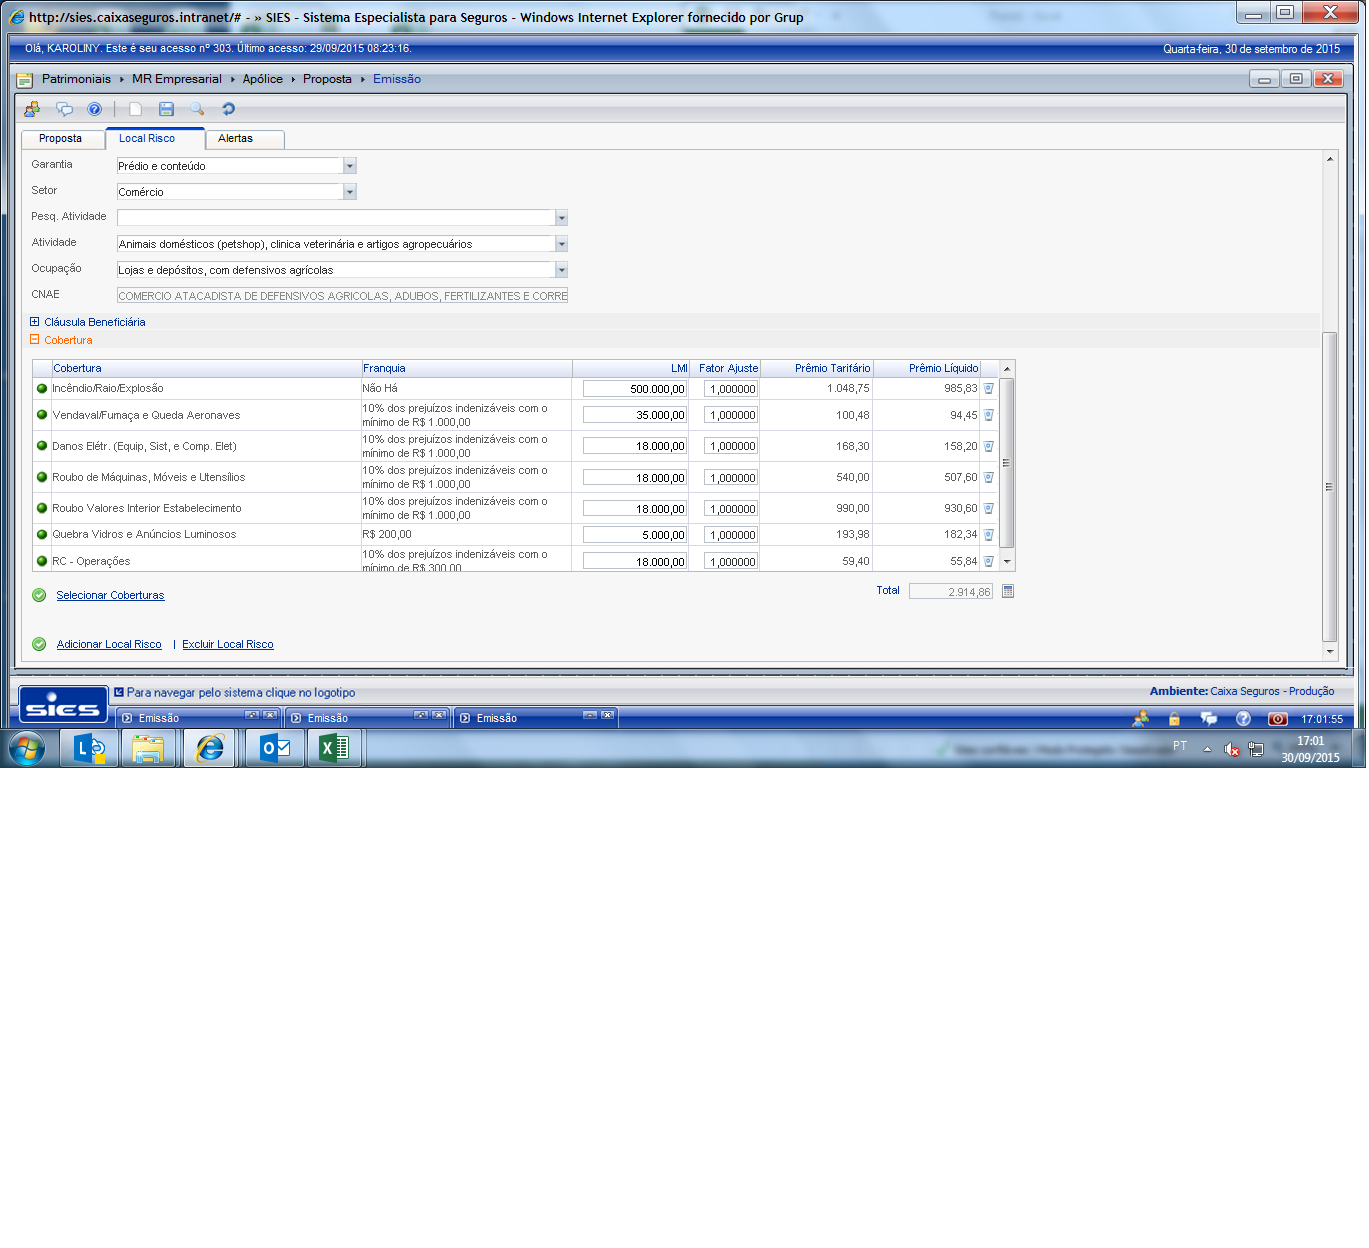 http://sies.caixaseguros.intranet/# - » SIES - Sistema Especialista para Seguros - Windows Internet Explorer fornecido por Grup
Olá, KAROLINY. Este é seu acesso nº 303. Último acesso: 29/09/2015 08:23:16.
Quarta-feira, 30 de setembro de 2015
Patrimoniais MR Empresarial Apólice Proposta Emissão
Proposta Local Risco Alertas
Garantia Prédio e conteúdo
Setor Comércio
Pesq. Atividade
Atividade Animais domésticos (petshop), clinica veterinária e artigos agropecuários
Ocupação Lojas e depósitos, com defensivos agrícolas
CNAE COMERCIO ATACADISTA DE DEFENSIVOS AGRICOLAS, ADUBOS, FERTILIZANTES E CORRE
Cláusula Beneficiária
Cobertura
Cobertura Franquia LMI Fator Ajuste Prêmio Tarifário Prêmio Líquido
Incêndio/Raio/Explosão Não Há 500.000,00 1,000000 1.048,75 985,83
Vendaval/Fumaça e Queda Aeronaves 10% dos prejuízos indenizáveis com o mínimo de R$ 1.000,00 35.000,00 1,000000 100,48 94,45
Danos Elétr. (Equip, Sist, e Comp. Elet) 10% dos prejuízos indenizáveis com o mínimo de R$ 1.000,00 18.000,00 1,000000 168,30 158,20
Roubo de Máquinas, Móveis e Utensílios 10% dos prejuízos indenizáveis com o mínimo de R$ 1.000,00 18.000,00 1,000000 540,00 507,60
Roubo Valores Interior Estabelecimento 10% dos prejuízos indenizáveis com o mínimo de R$ 1.000,00 18.000,00 1,000000 990,00 930,60
Quebra Vidros e Anúncios Luminosos R$ 200,00 5.000,00 1,000000 193,98 182,34
RC - Operações 10% dos prejuízos indenizáveis com o mínimo de R$ 300,00 18.000,00 1,000000 59,40 55,84
Selecionar Coberturas
Total 2.914,86
Adicionar Local Risco | Excluir Local Risco
sies
Para navegar pelo sistema clique no logotipo
Ambiente: Caixa Seguros - Produção
Emissão Emissão Emissão
17:01:55
PT
17:01
30/09/2015